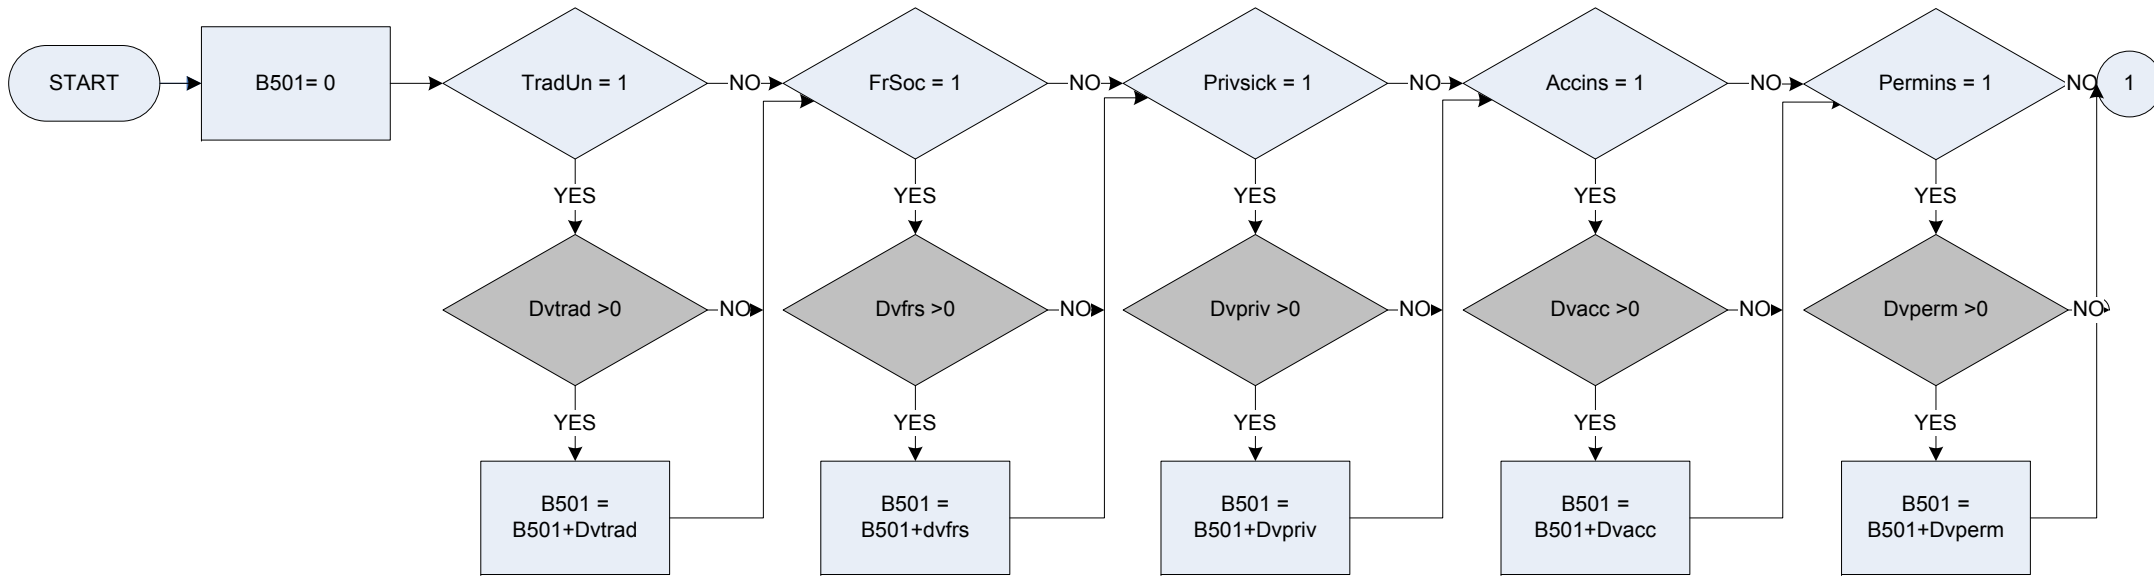 START
B501= 0
TradUn = 1
NO
FrSoc = 1
NO
Privsick = 1
NO
Accins = 1
NO
Permins = 1
NO
1
YES
YES
YES
YES
YES
Dvtrad >0
NO
Dvfrs >0
NO
Dvpriv >0
NO
Dvacc >0
NO
Dvperm >0
NO
YES
YES
YES
YES
YES
B501 =
B501+Dvtrad
B501 =
B501+dvfrs
B501 =
B501+Dvpriv
B501 =
B501+Dvacc
B501 =
B501+Dvperm